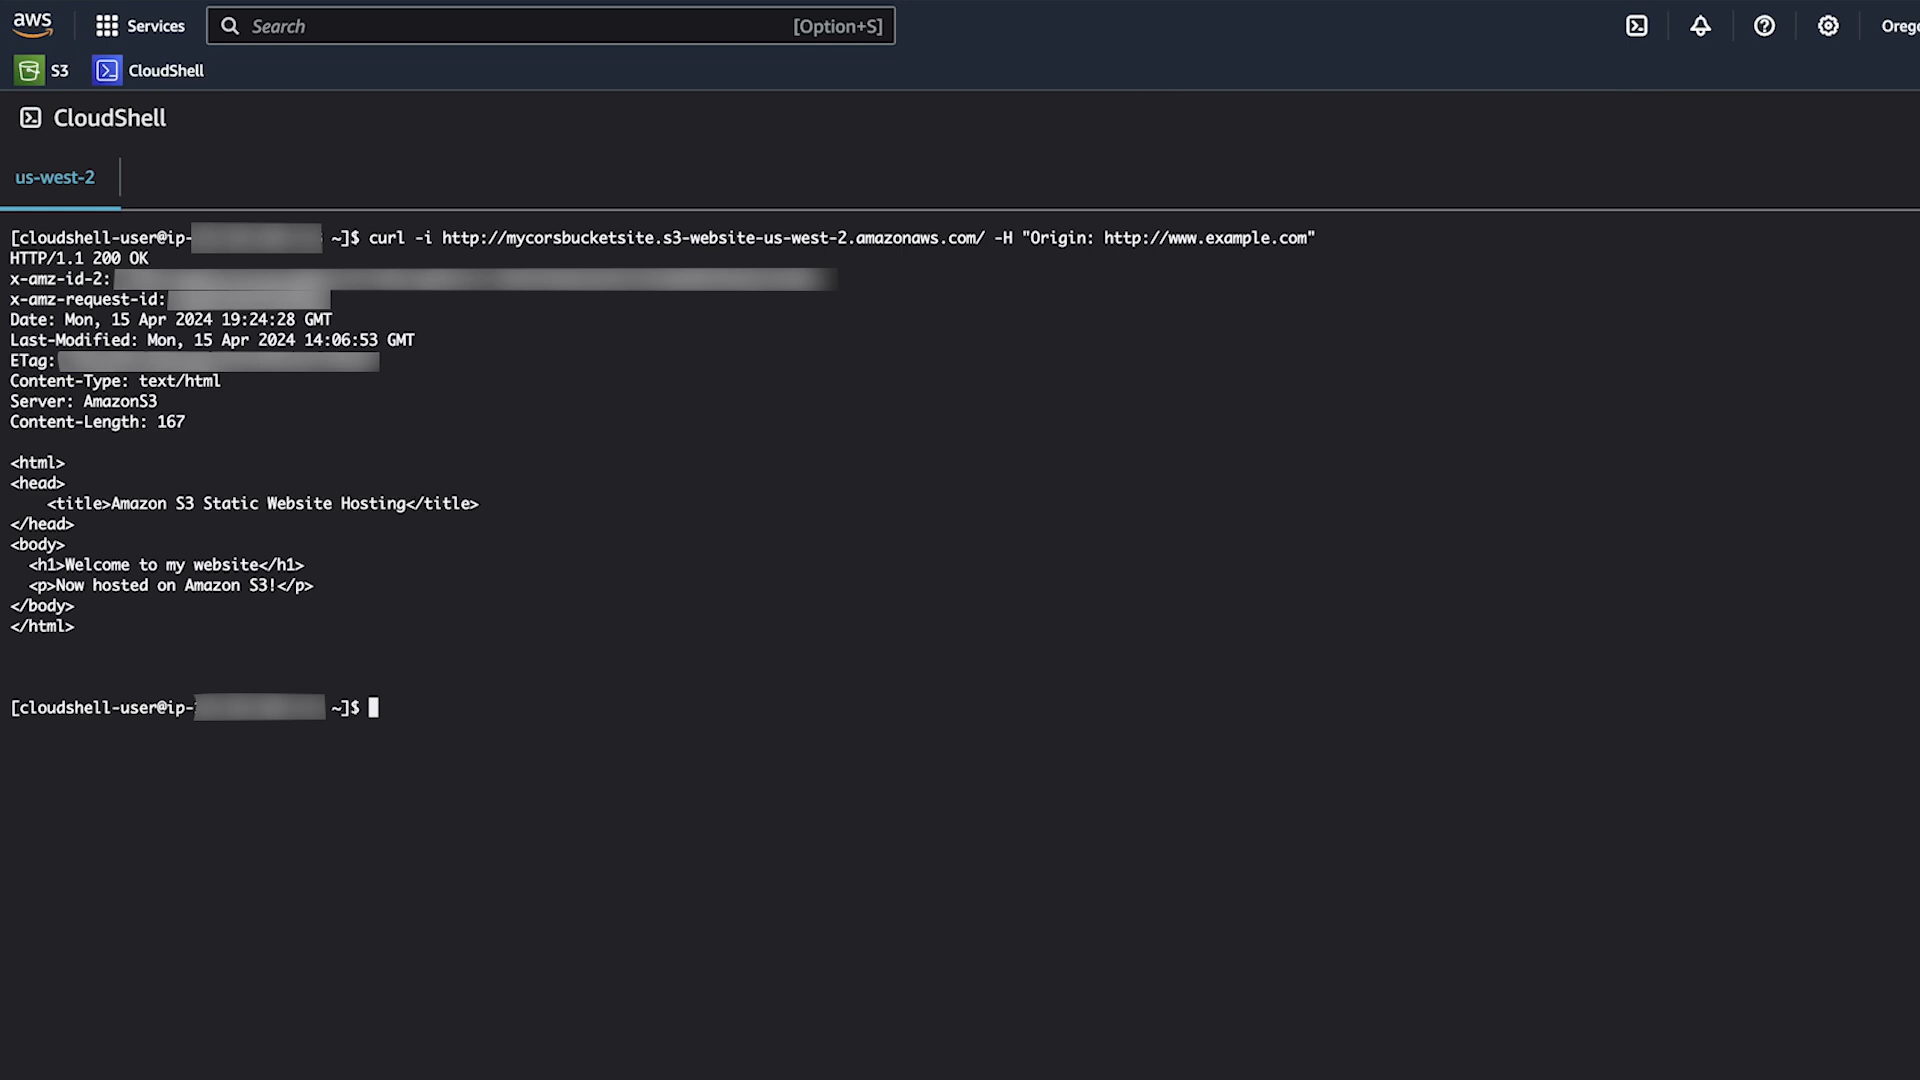 aws Services Search [Option+S]
S3 CloudShell
CloudShell
us-west-2
[cloudshell-user@ip- ~]$ curl -i http://mycorsbucketsite.s3-website-us-west-2.amazonaws.com/ -H "Origin: http://www.example.com"
HTTP/1.1 200 OK
x-amz-id-2:
x-amz-request-id:
Date: Mon, 15 Apr 2024 19:24:28 GMT
Last-Modified: Mon, 15 Apr 2024 14:06:53 GMT
ETag:
Content-Type: text/html
Server: AmazonS3
Content-Length: 167
<html>
<head>
<title>Amazon S3 Static Website Hosting</title>
</head>
<body>
<h1>Welcome to my website</h1>
<p>Now hosted on Amazon S3!</p>
</body>
</html>
[cloudshell-user@ip- ~]$